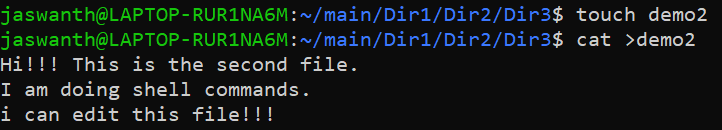 jaswanth@LAPTOP-RUR1NA6M:~/main/Dir1/Dir2/Dir3$ touch demo2
jaswanth@LAPTOP-RUR1NA6M:~/main/Dir1/Dir2/Dir3$ cat >demo2
Hi!!! This is the second file.
I am doing shell commands.
i can edit this file!!!